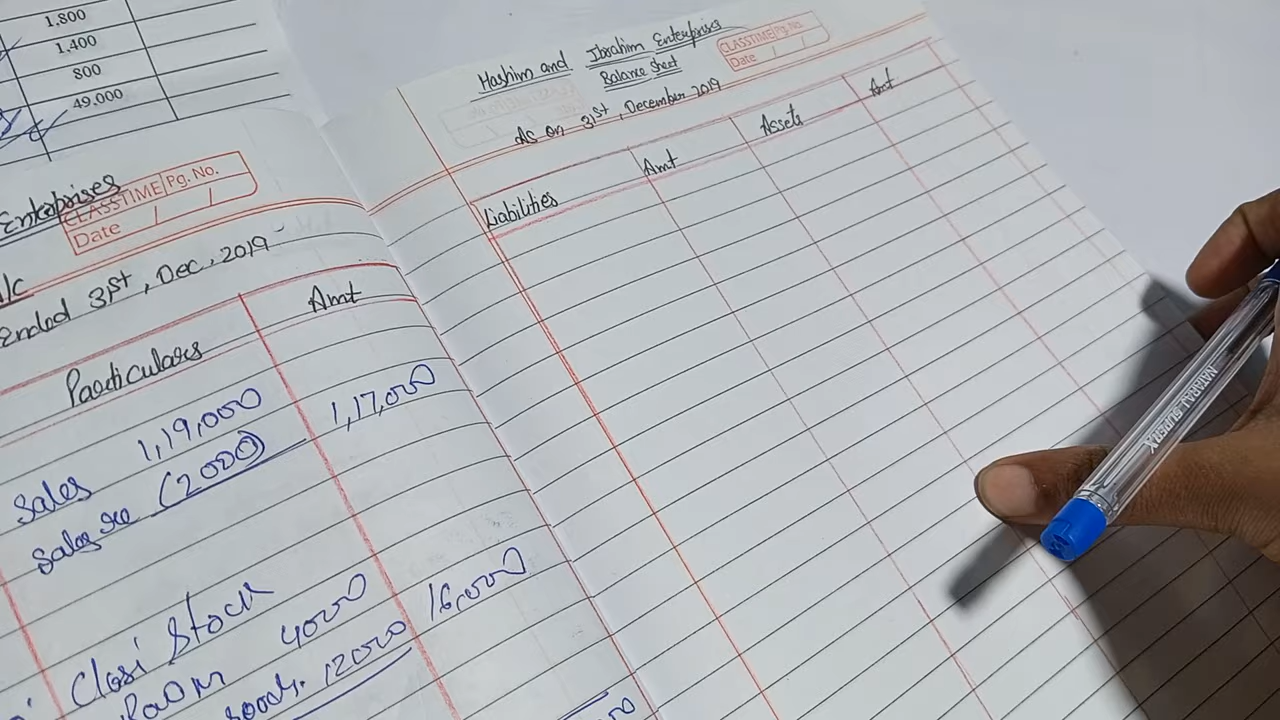 1,800
1,400
800
49,000
Enterprises
CLASSTIME Pg. No.
Date / /
Ended 31st, Dec, 2019
Particulars Amt
Sales 1,19,000
Sales re (2000) 1,17,000
Closi Stock
4000
Goods. 12000 16,000
Hashim and Ibrahim Enterprises
CLASSTIME Pg. No.
Date / /
Balance Sheet
As on 31st, December 2019
Liabilities Amt Assets Amt
NATARAJ SUPERX